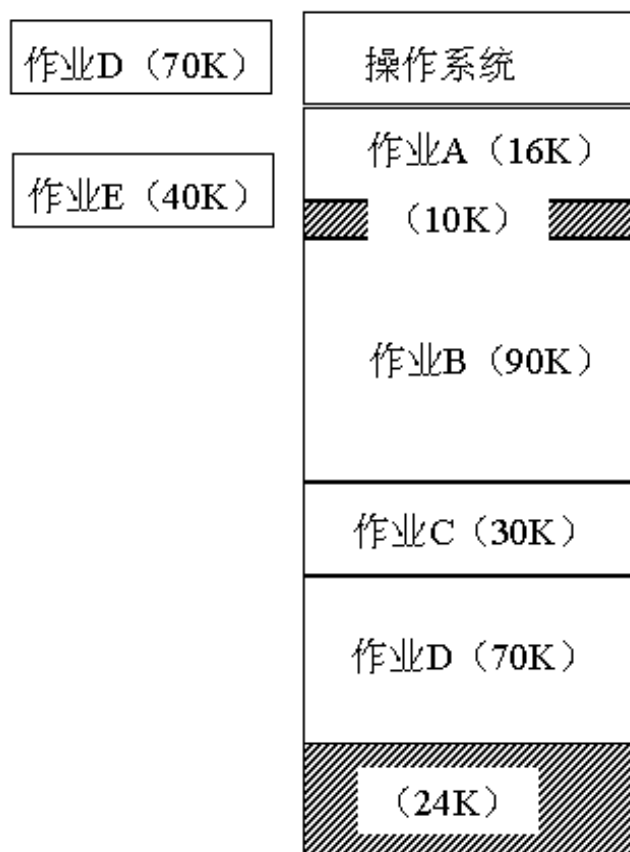 作业D（70K）
作业E（40K）
操作系统
作业A（16K）
（10K）
作业B（90K）
作业C（30K）
作业D（70K）
（24K）